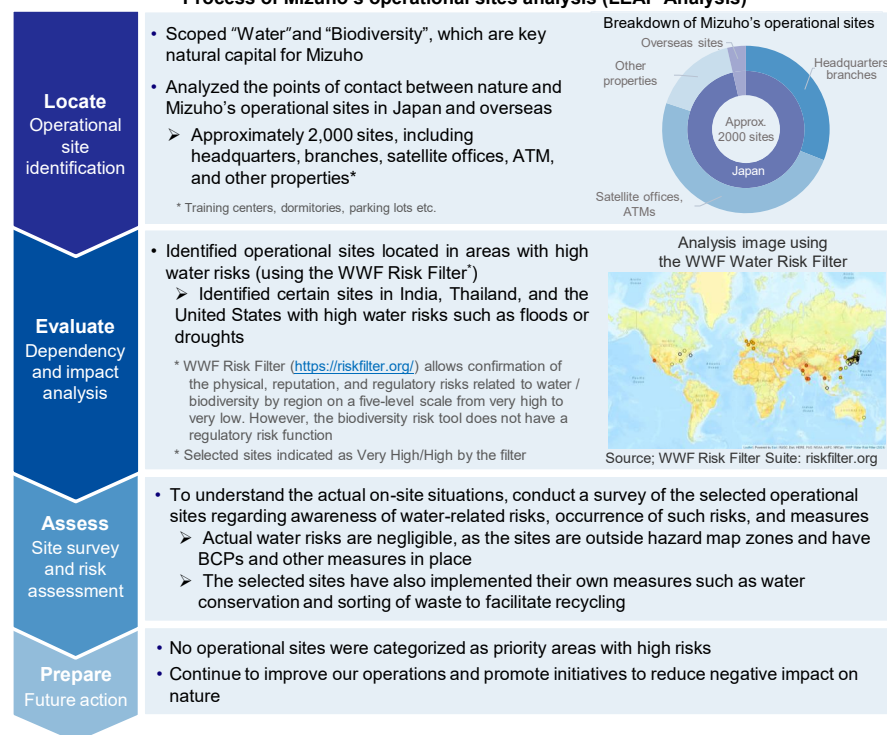 Process of Mizuho's operational sites analysis (LEAP Analysis)
Locate
Operational
site
identification
• Scoped “Water”and “Biodiversity”, which are key
natural capital for Mizuho
• Analyzed the points of contact between nature and
Mizuho’s operational sites in Japan and overseas
➢ Approximately 2,000 sites, including
headquarters, branches, satellite offices, ATM,
and other properties*
* Training centers, dormitories, parking lots etc.
Breakdown of Mizuho’s operational sites
Overseas sites
Other
properties
Headquarters
branches
Approx.
2000 sites
Japan
Satellite offices,
ATMs
Evaluate
Dependency
and impact
analysis
• Identified operational sites located in areas with high
water risks (using the WWF Risk Filter*)
➢ Identified certain sites in India, Thailand, and the
United States with high water risks such as floods or
droughts
* WWF Risk Filter (https://riskfilter.org/) allows confirmation of
the physical, reputation, and regulatory risks related to water /
biodiversity by region on a five-level scale from very high to
very low. However, the biodiversity risk tool does not have a
regulatory risk function
* Selected sites indicated as Very High/High by the filter
Analysis image using
the WWF Water Risk Filter
Source; WWF Risk Filter Suite: riskfilter.org
Assess
Site survey
and risk
assessment
• To understand the actual on-site situations, conduct a survey of the selected operational
sites regarding awareness of water-related risks, occurrence of such risks, and measures
➢ Actual water risks are negligible, as the sites are outside hazard map zones and have
BCPs and other measures in place
➢ The selected sites have also implemented their own measures such as water
conservation and sorting of waste to facilitate recycling
Prepare
Future action
• No operational sites were categorized as priority areas with high risks
• Continue to improve our operations and promote initiatives to reduce negative impact on
nature